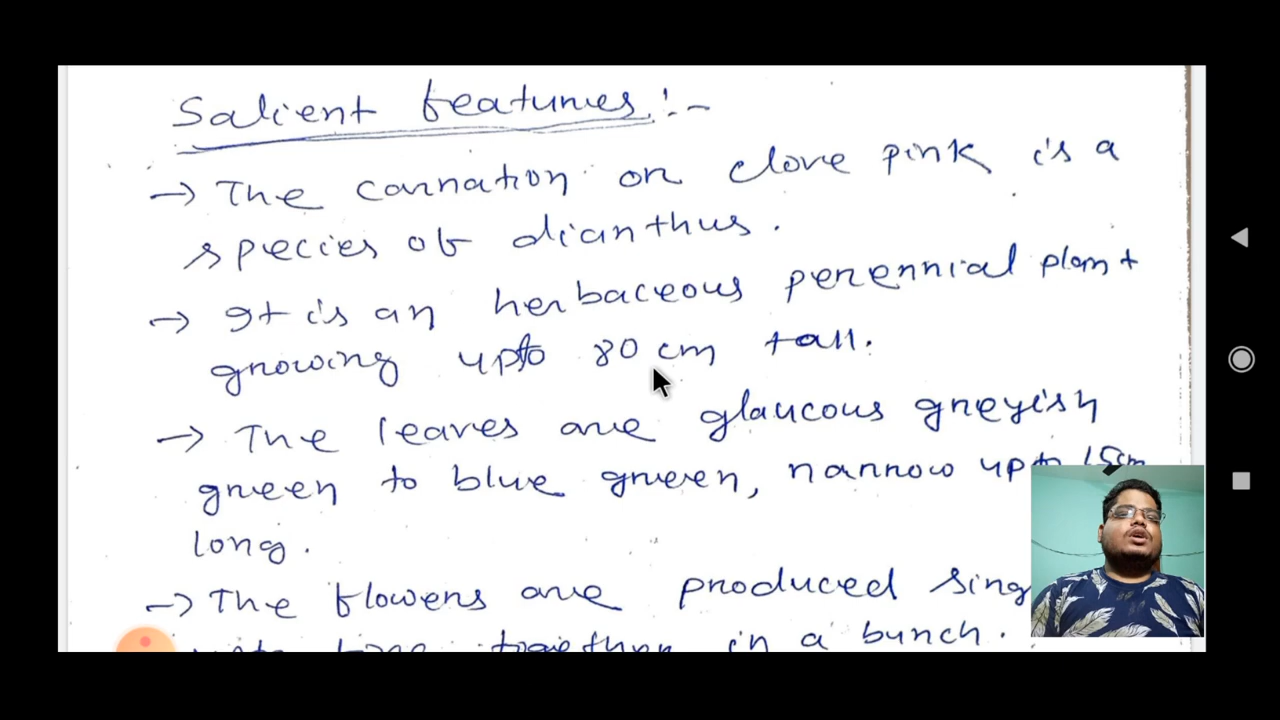 Salient features :-
→ The carnation or clove pink is a
species of dianthus.
→ It is an herbaceous perennial plant
growing upto 80 cm tall.
→ The leaves are glaucous greyish
green to blue green, narrow upto 15cm
long.
→ The flowers are produced sing
together in a bunch.